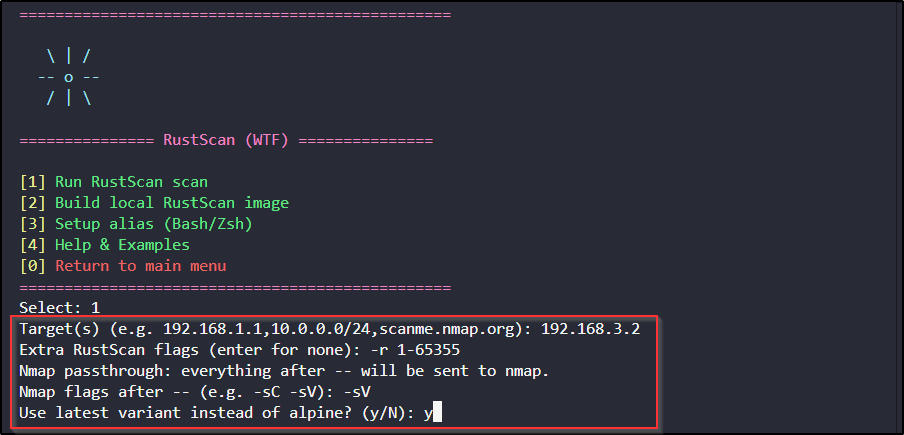 ================================================
\ | /
-- o --
/ | \
=============== RustScan (WTF) ===============
[1] Run RustScan scan
[2] Build local RustScan image
[3] Setup alias (Bash/Zsh)
[4] Help & Examples
[0] Return to main menu
================================================
Select: 1
Target(s) (e.g. 192.168.1.1,10.0.0.0/24,scanme.nmap.org): 192.168.3.2
Extra RustScan flags (enter for none): -r 1-65355
Nmap passthrough: everything after -- will be sent to nmap.
Nmap flags after -- (e.g. -sC -sV): -sV
Use latest variant instead of alpine? (y/N): y